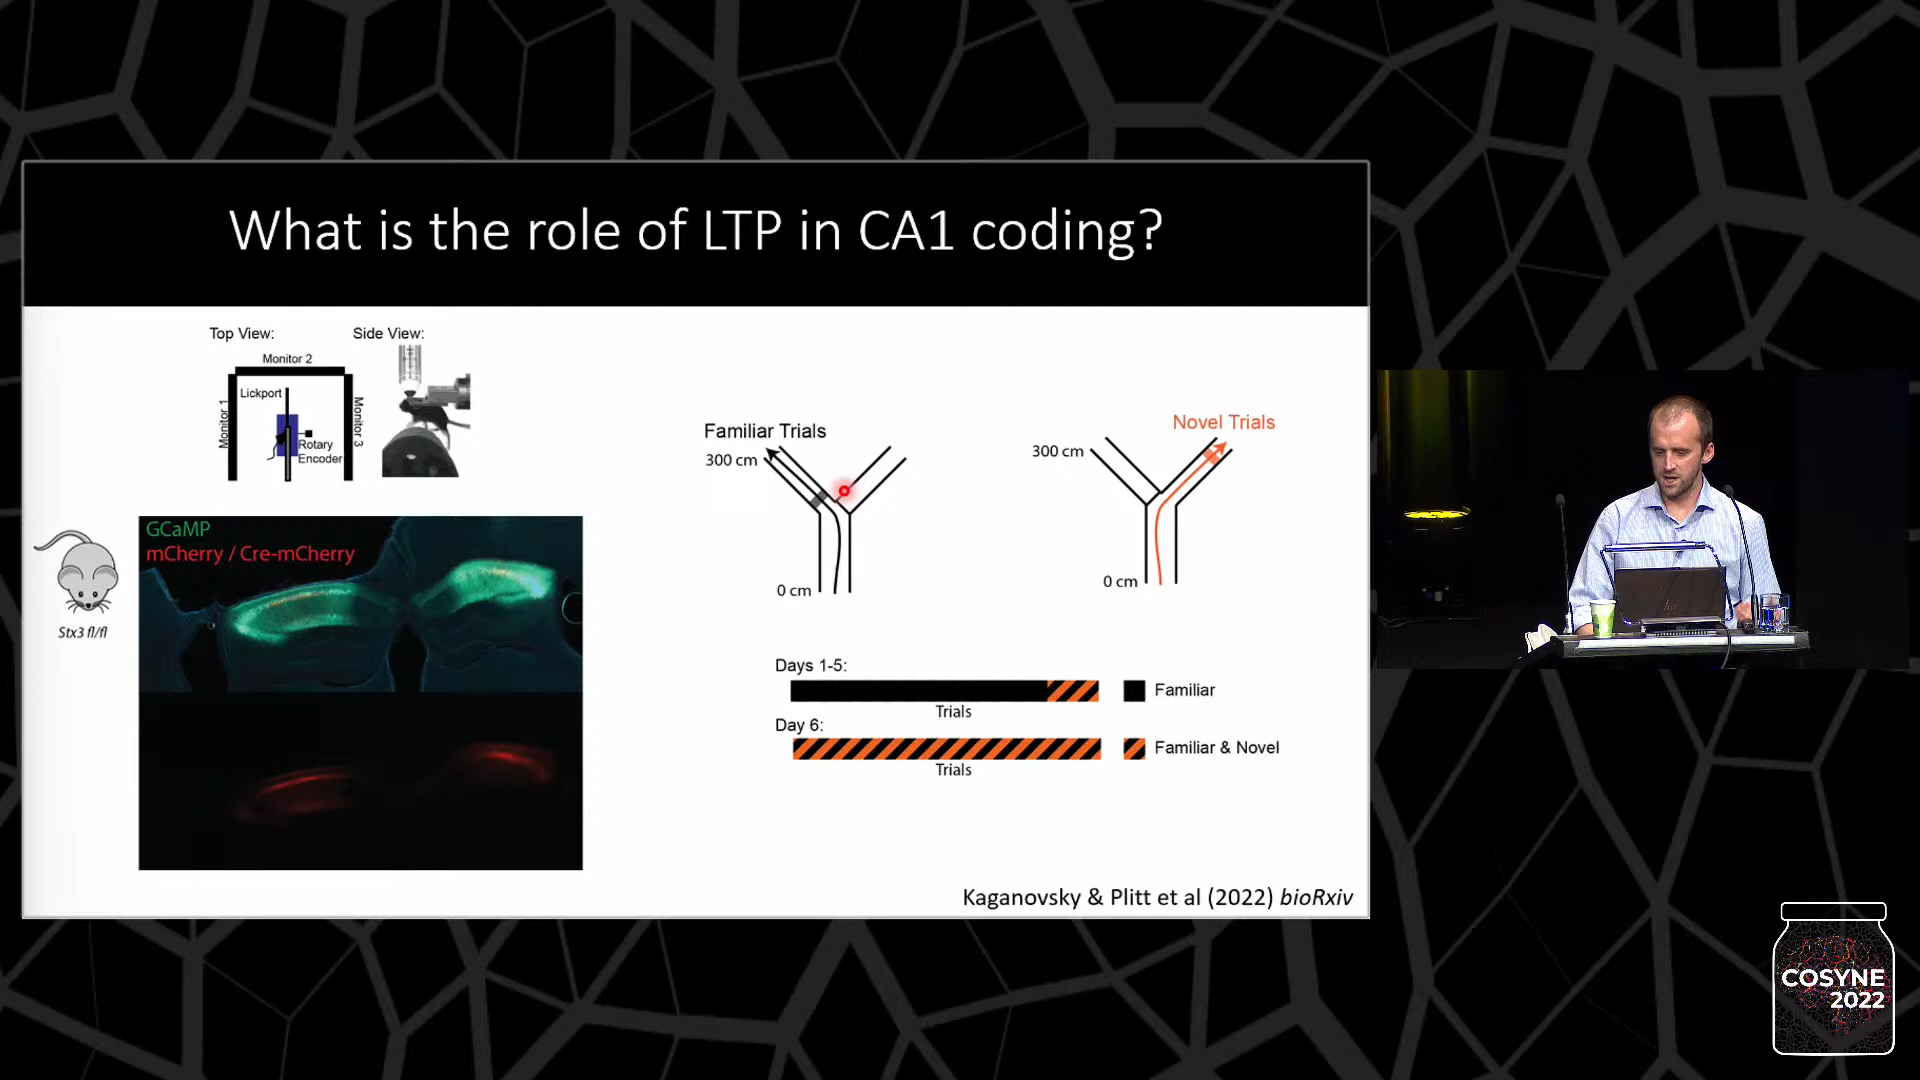 What is the role of LTP in CA1 coding?
Top View:
Side View:
Monitor 2
Lickport
Monitor 1
Monitor 3
Rotary
Encoder
GCaMP
mCherry / Cre-mCherry
Stx3 fl/fl
Familiar Trials
300 cm
0 cm
Novel Trials
300 cm
0 cm
Days 1-5:
Trials
Familiar
Day 6:
Trials
Familiar & Novel
Kaganovsky & Plitt et al (2022) bioRxiv
COSYNE
2022